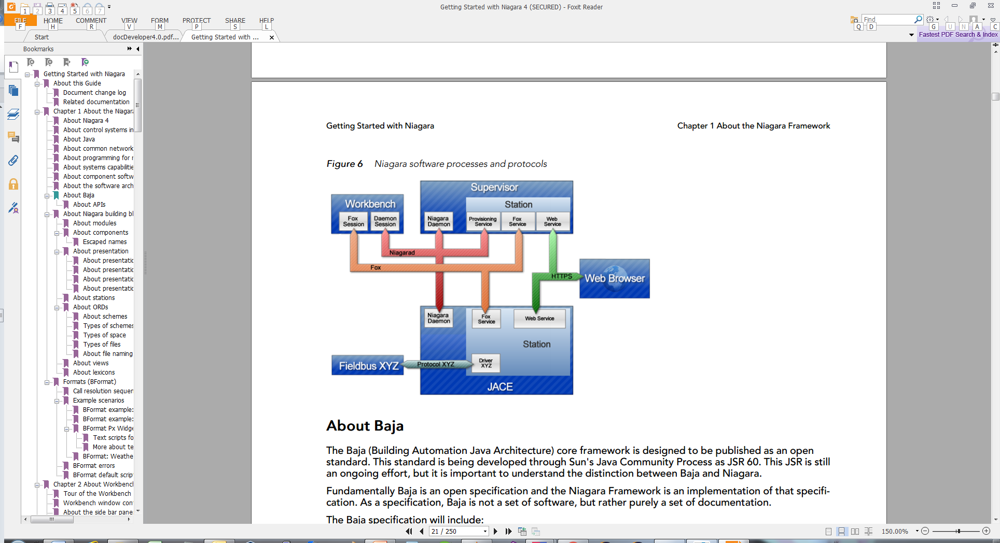 Getting Started with Niagara 4 (SECURED) - Foxit Reader
1 2 3 4 5 6 7
FILE HOME COMMENT VIEW FORM PROTECT SHARE HELP
F H R V M P S L
Find
Q D G U N A C
Start docDeveloper4.0.pdf... Getting Started with ...
Fastest PDF Search & Index
Bookmarks
Getting Started with Niagara
About this Guide
Document change log
Related documentation
Chapter 1 About the Niagar
About Niagara 4
About control systems in
About Java
About common network
About programming for
About systems capabilitie
About component softw
About the software arch
About Baja
About APIs
About Niagara building bl
About modules
About components
Escaped names
About presentation
About presentatio
About presentatio
About presentatio
About presentatio
About stations
About ORDs
About schemes
Types of schemes
Types of space
Types of files
About file naming
About views
About lexicons
Formats (BFormat)
Call resolution sequen
Example scenarios
BFormat example:
BFormat example:
BFormat Px Widge
Text scripts fo
More about te
BFormat: Weathe
BFormat errors
BFormat default scrip
Chapter 2 About Workbench
Tour of the Workbench
Workbench window con
About the side bar pane
Getting Started with Niagara
Chapter 1 About the Niagara Framework
Figure 6 Niagara software processes and protocols
Supervisor
Workbench
Station
Fox Session
Daemon Session
Niagara Daemon
Provisioning Service
Fox Service
Web Service
Niagarad
Fox
HTTPS
Web Browser
Niagara Daemon
Fox Service
Web Service
Station
Fieldbus XYZ
Protocol XYZ
Driver XYZ
JACE
About Baja
The Baja (Building Automation Java Architecture) core framework is designed to be published as an open
standard. This standard is being developed through Sun's Java Community Process as JSR 60. This JSR is still
an ongoing effort, but it is important to understand the distinction between Baja and Niagara.
Fundamentally Baja is an open specification and the Niagara Framework is an implementation of that specifi-
cation. As a specification, Baja is not a set of software, but rather purely a set of documentation.
The Baja specification will include:
21 / 250
150.00%